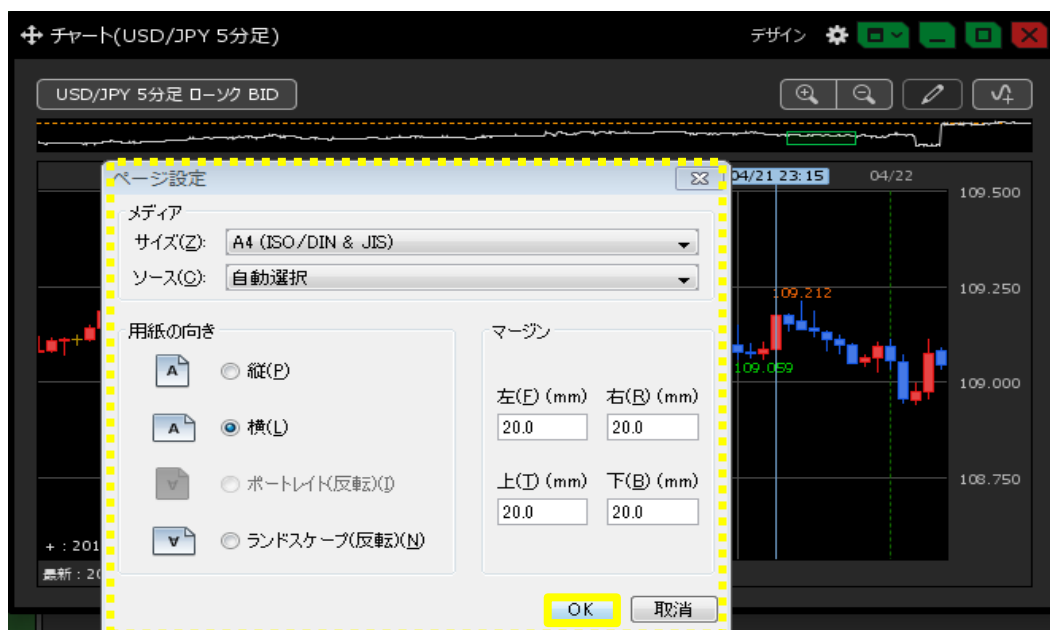 チャート(USD/JPY 5分足)
デザイン
USD/JPY 5分足 ローソク BID
04/21 23:15
04/22
109.500
109.250
109.000
108.750
109.212
109.059
ページ設定
メディア
サイズ(Z):
A4 (ISO/DIN & JIS)
ソース(C):
自動選択
用紙の向き
縦(P)
横(L)
ポートレイト(反転)(I)
ランドスケープ(反転)(N)
マージン
左(F) (mm)
右(R) (mm)
20.0
20.0
上(T) (mm)
下(B) (mm)
20.0
20.0
+ : 201
最新 : 20
OK
取消